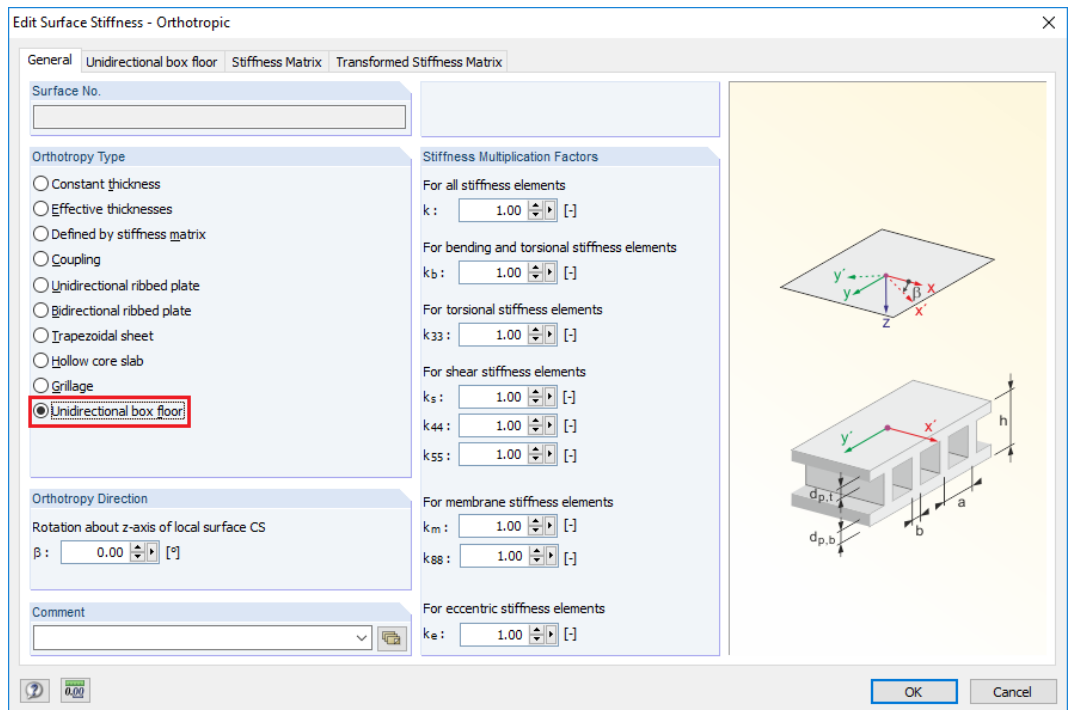 Edit Surface Stiffness - Orthotropic
General Unidirectional box floor Stiffness Matrix Transformed Stiffness Matrix
Surface No.
Orthotropy Type
Constant thickness
Effective thicknesses
Defined by stiffness matrix
Coupling
Unidirectional ribbed plate
Bidirectional ribbed plate
Trapezoidal sheet
Hollow core slab
Grillage
Unidirectional box floor
Orthotropy Direction
Rotation about z-axis of local surface CS
β: 0.00 [°]
Comment
Stiffness Multiplication Factors
For all stiffness elements
k: 1.00 [-]
For bending and torsional stiffness elements
kb: 1.00 [-]
For torsional stiffness elements
k33: 1.00 [-]
For shear stiffness elements
ks: 1.00 [-]
k44: 1.00 [-]
k55: 1.00 [-]
For membrane stiffness elements
km: 1.00 [-]
k88: 1.00 [-]
For eccentric stiffness elements
ke: 1.00 [-]
y´
y
β
x
x´
z
y´
x´
h
dp,t
a
b
dp,b
0.00
OK Cancel